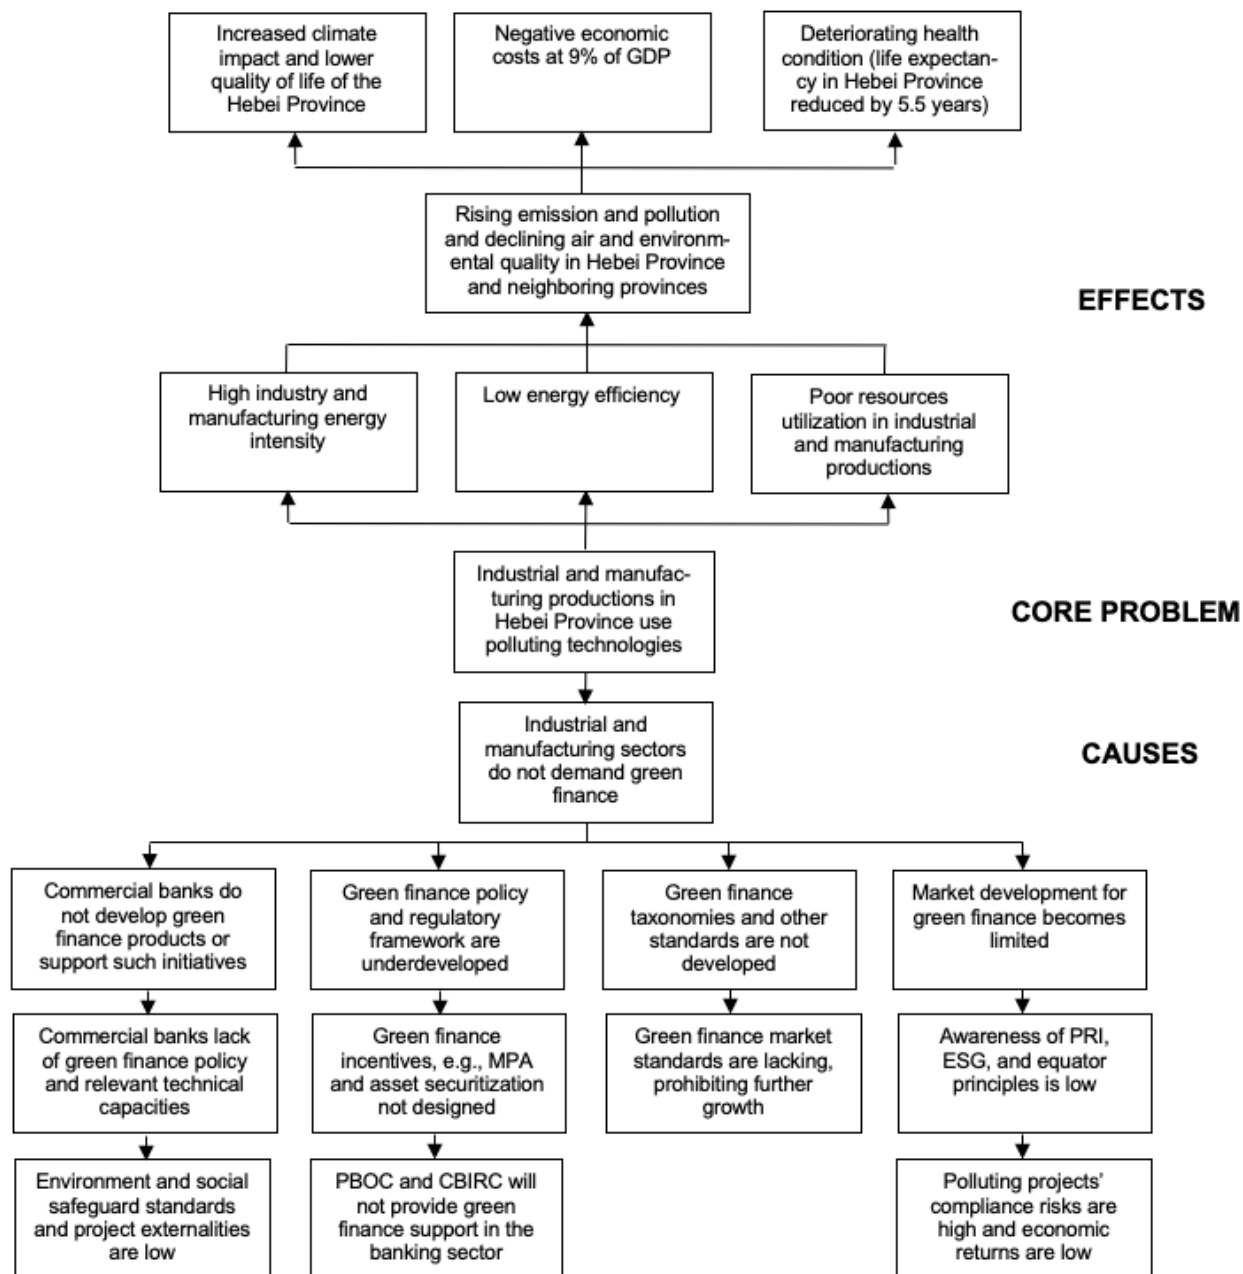 Increased climate
impact and lower
quality of life of the
Hebei Province
Negative economic
costs at 9% of GDP
Deteriorating health
condition (life expectan-
cy in Hebei Province
reduced by 5.5 years)
Rising emission and pollution
and declining air and environm-
ental quality in Hebei Province
and neighboring provinces
EFFECTS
High industry and
manufacturing energy
intensity
Low energy efficiency
Poor resources
utilization in industrial
and manufacturing
productions
Industrial and manufac-
turing productions in
Hebei Province use
polluting technologies
CORE PROBLEM
Industrial and
manufacturing sectors
do not demand green
finance
CAUSES
Commercial banks do
not develop green
finance products or
support such initiatives
Green finance policy
and regulatory
framework are
underdeveloped
Green finance
taxonomies and other
standards are not
developed
Market development for
green finance becomes
limited
Commercial banks lack
of green finance policy
and relevant technical
capacities
Green finance
incentives, e.g., MPA
and asset securitization
not designed
Green finance market
standards are lacking,
prohibiting further
growth
Awareness of PRI,
ESG, and equator
principles is low
Environment and social
safeguard standards
and project externalities
are low
PBOC and CBIRC will
not provide green
finance support in the
banking sector
Polluting projects'
compliance risks are
high and economic
returns are low